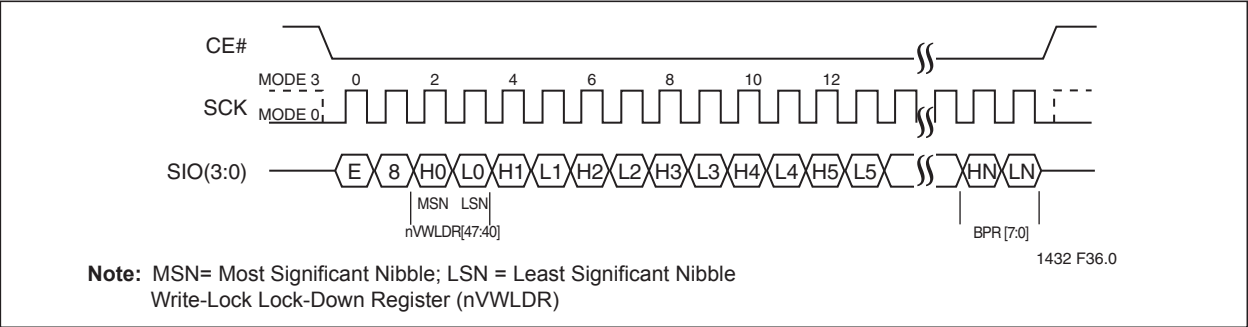 CE#
MODE 3 0 2 4 6 8 10 12
SCK MODE 0
SIO(3:0) E 8 H0 L0 H1 L1 H2 L2 H3 L3 H4 L4 H5 L5 HN LN
MSN LSN
nVWLDR[47:40] BPR [7:0]
1432 F36.0
Note: MSN= Most Significant Nibble; LSN = Least Significant Nibble
Write-Lock Lock-Down Register (nVWLDR)